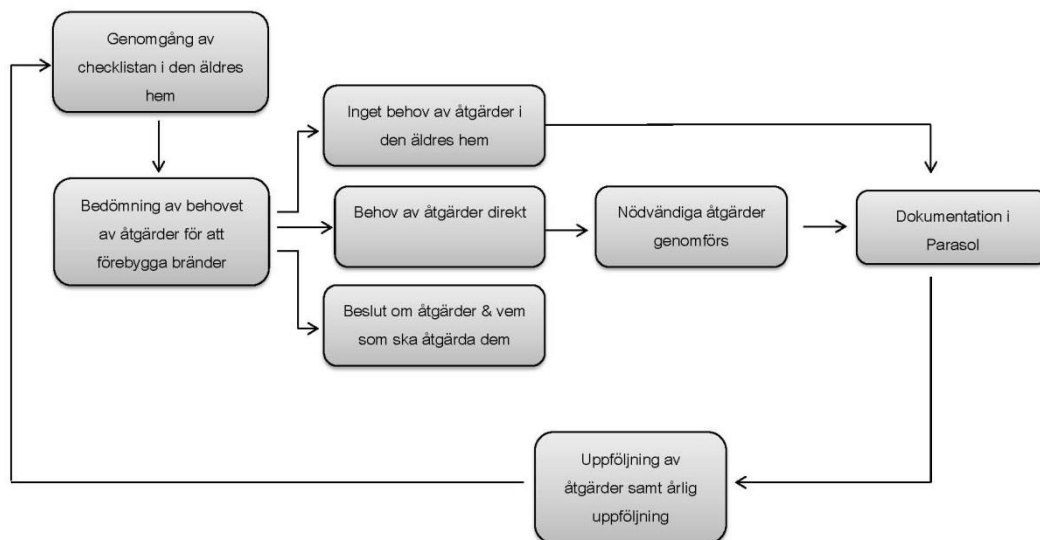 Genomgång av
checklistan i den äldres
hem
Inget behov av åtgärder i
den äldres hem
Bedömning av behovet
av åtgärder för att
förebygga bränder
Behov av åtgärder direkt
Nödvändiga åtgärder
genomförs
Dokumentation i
Parasol
Beslut om åtgärder & vem
som ska åtgärda dem
Uppföljning av
åtgärder samt årlig
uppföljning